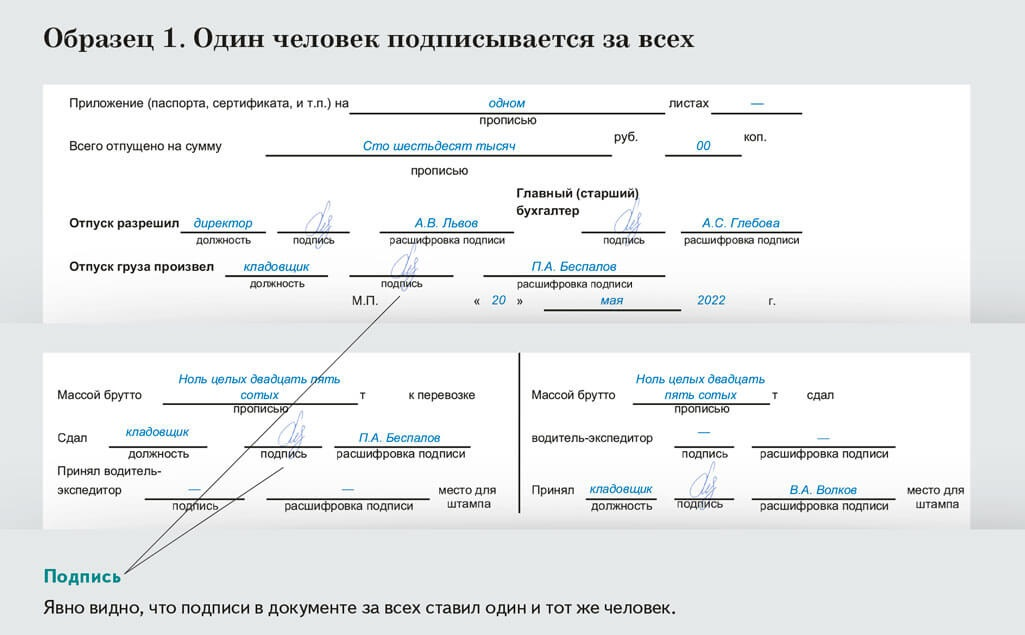 Образец 1. Один человек подписывается за всех
Приложение (паспорта, сертификата, и т.п.) на одном листах —
прописью
Всего отпущено на сумму Сто шестьдесят тысяч руб. 00 коп.
прописью
Главный (старший)
бухгалтер
Отпуск разрешил директор А.В. Львов А.С. Глебова
должность подпись расшифровка подписи подпись расшифровка подписи
Отпуск груза произвел кладовщик П.А. Беспалов
должность подпись расшифровка подписи
М.П. « 20 » мая 2022 г.
Ноль целых двадцать пять
Массой брутто сотых т к перевозке
прописью
Сдал кладовщик П.А. Беспалов
должность подпись расшифровка подписи
Принял водитель-
экспедитор — — место для
подпись расшифровка подписи штампа
Ноль целых двадцать
Массой брутто пять сотых т сдал
прописью
водитель-экспедитор — —
подпись расшифровка подписи
Принял кладовщик В.А. Волков место для
должность подпись расшифровка подписи штампа
Подпись
Явно видно, что подписи в документе за всех ставил один и тот же человек.